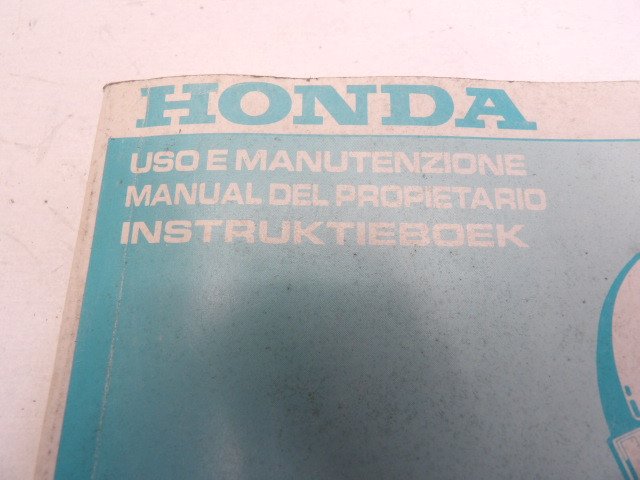 HONDA
USO E MANUTENZIONE
MANUAL DEL PROPIETARIO
INSTRUKTIEBOEK